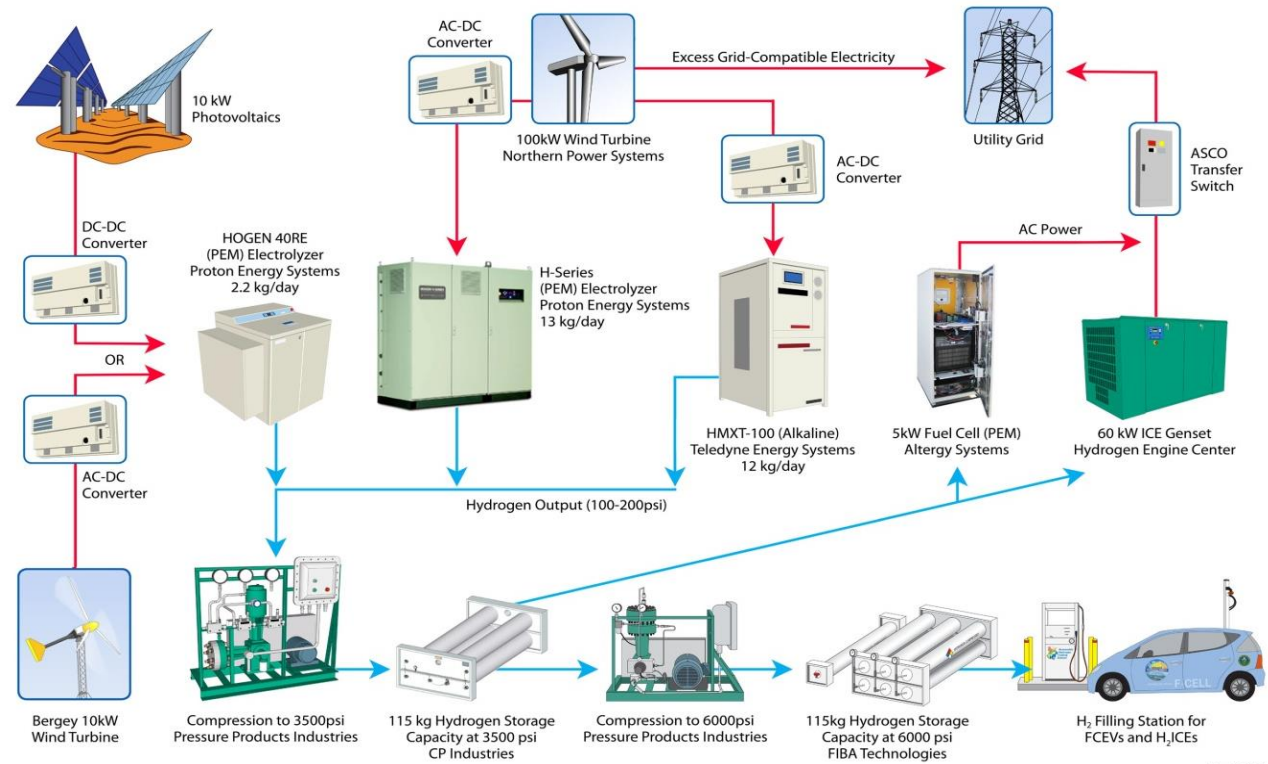 AC-DC
Converter
Excess Grid-Compatible Electricity
10 kW
Photovoltaics
100kW Wind Turbine
Northern Power Systems
Utility Grid
AC-DC
Converter
ASCO
Transfer
Switch
DC-DC
Converter
HOGEN 40RE
(PEM) Electrolyzer
Proton Energy Systems
2.2 kg/day
H-Series
(PEM) Electrolyzer
Proton Energy Systems
13 kg/day
AC Power
OR
AC-DC
Converter
HMXT-100 (Alkaline)
Teledyne Energy Systems
12 kg/day
5kW Fuel Cell (PEM)
Altergy Systems
60 kW ICE Genset
Hydrogen Engine Center
Hydrogen Output (100-200psi)
F-CELL
Bergey 10kW
Wind Turbine
Compression to 3500psi
Pressure Products Industries
115 kg Hydrogen Storage
Capacity at 3500 psi
CP Industries
Compression to 6000psi
Pressure Products Industries
115kg Hydrogen Storage
Capacity at 6000 psi
FIBA Technologies
H₂ Filling Station for
FCEVs and H₂ICEs